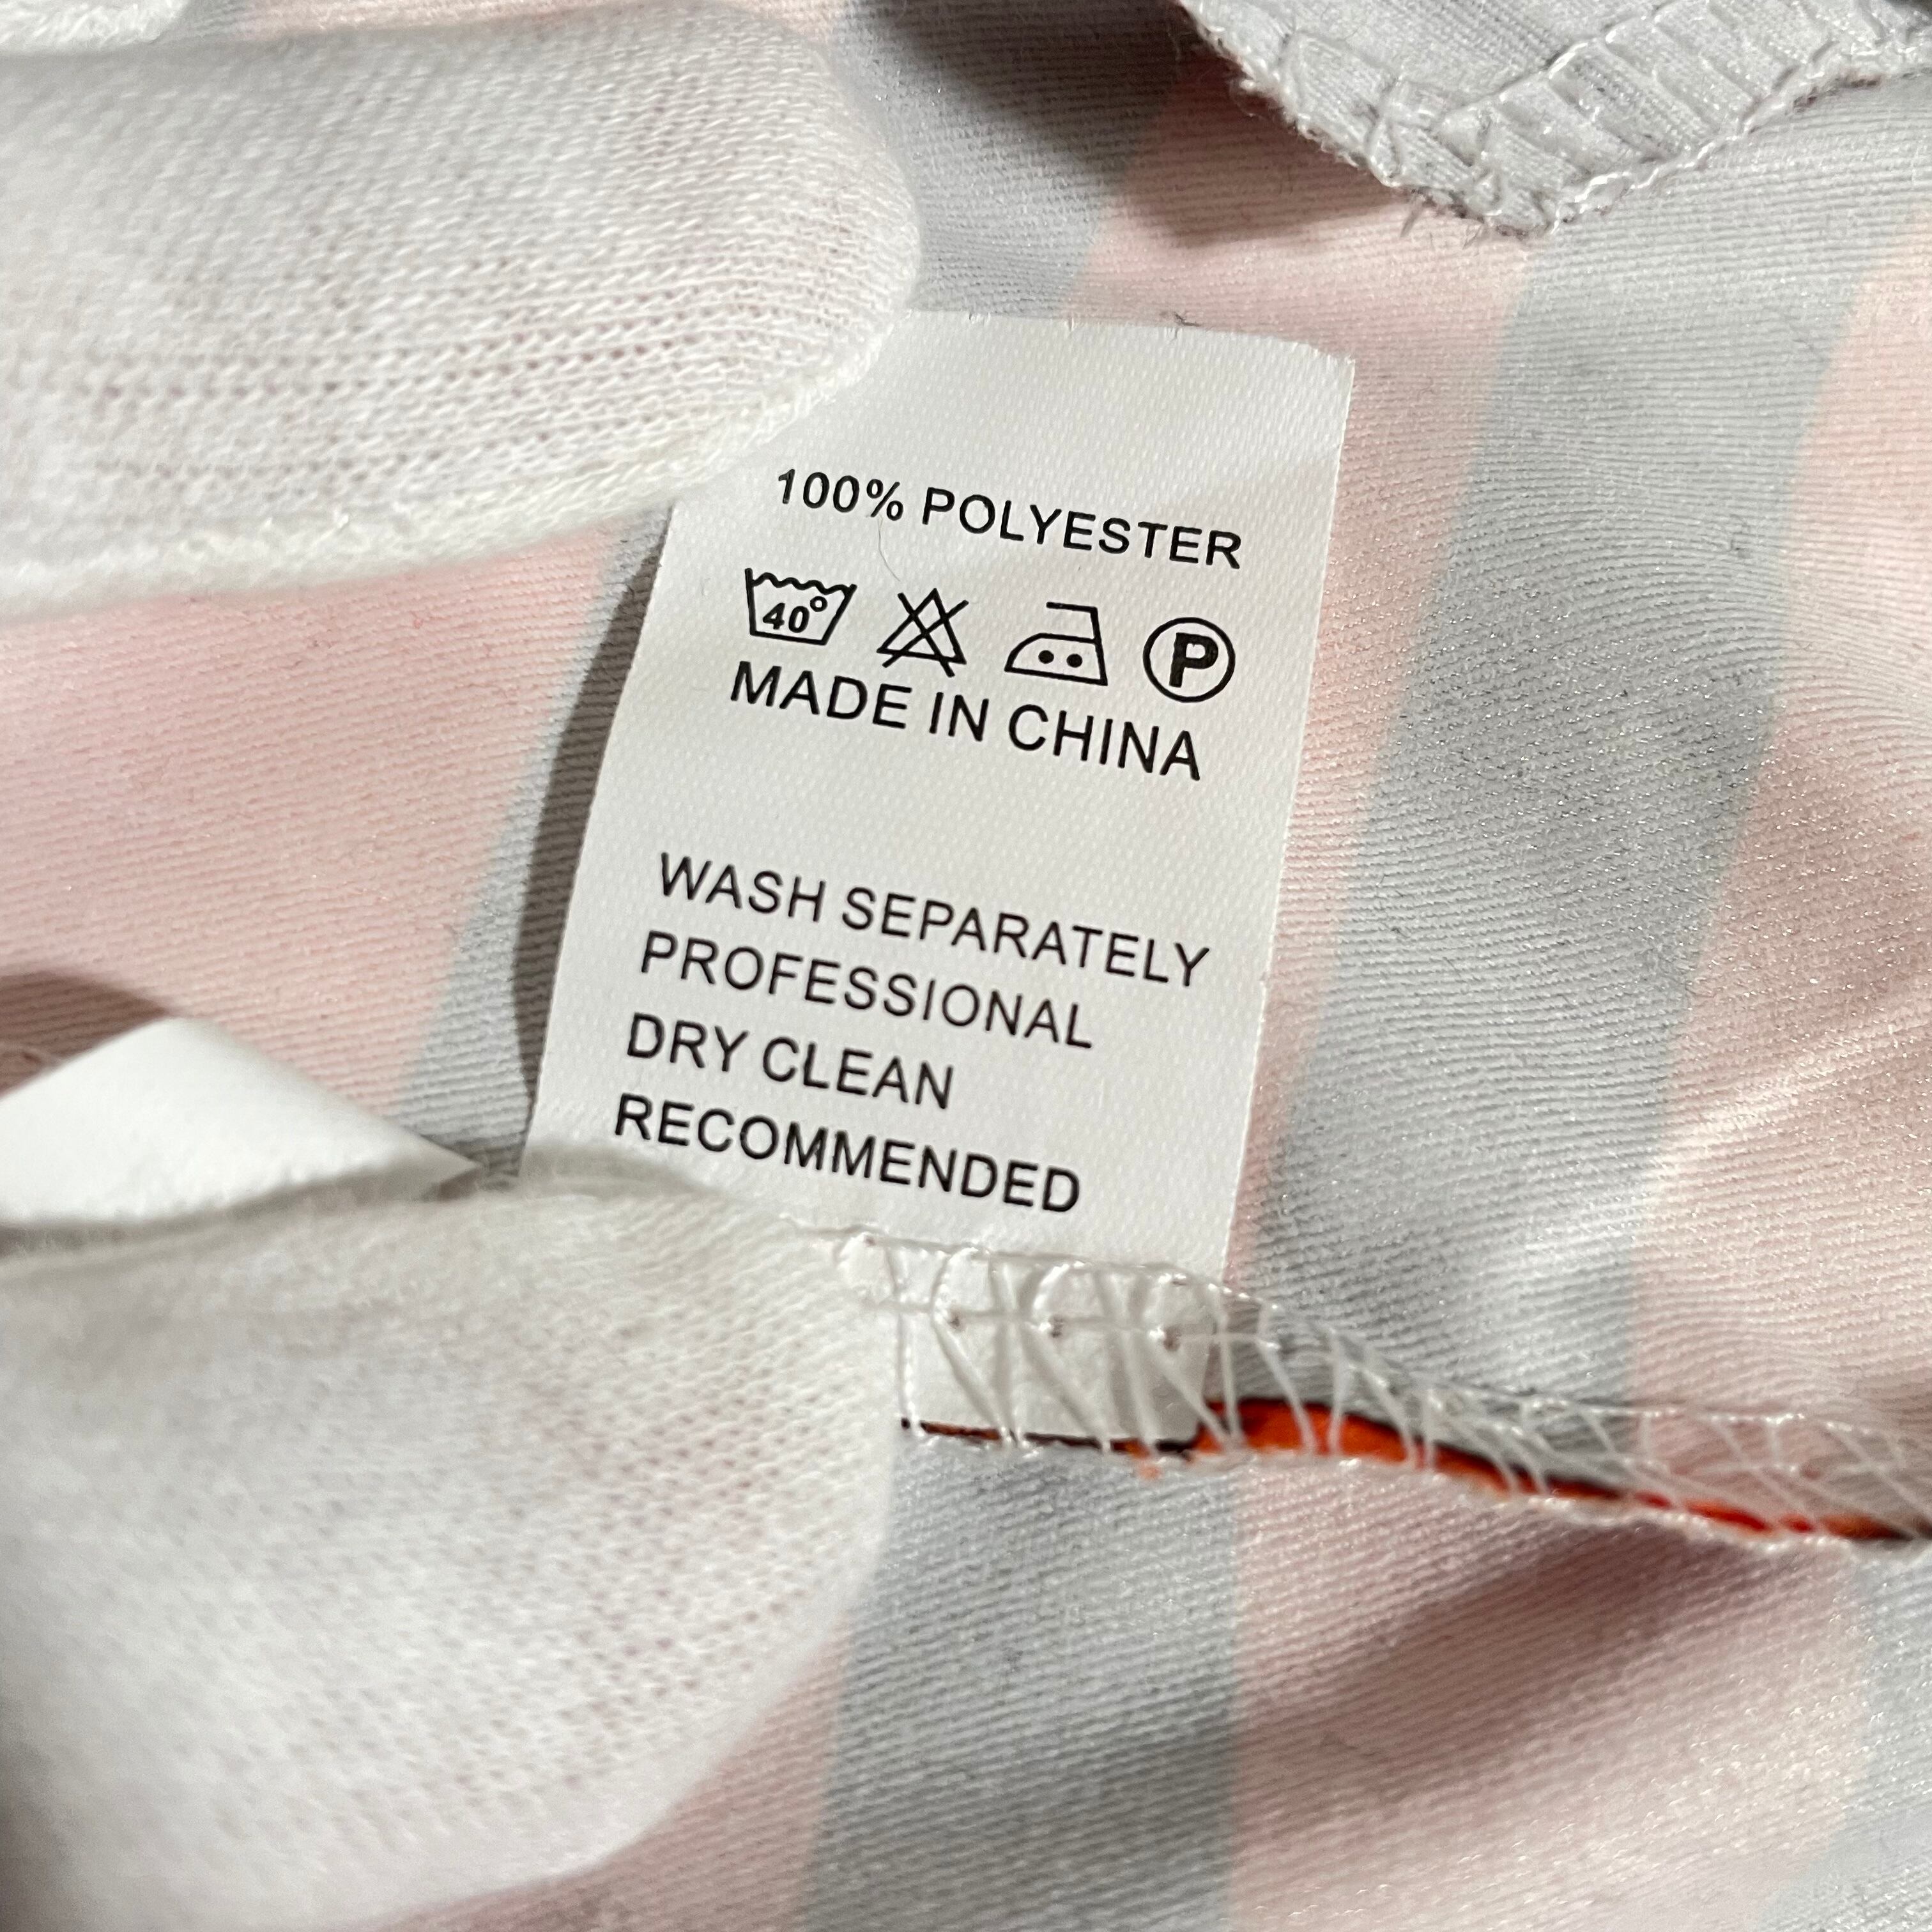 100% POLYESTER
40° P
MADE IN CHINA
WASH SEPARATELY
PROFESSIONAL
DRY CLEAN
RECOMMENDED